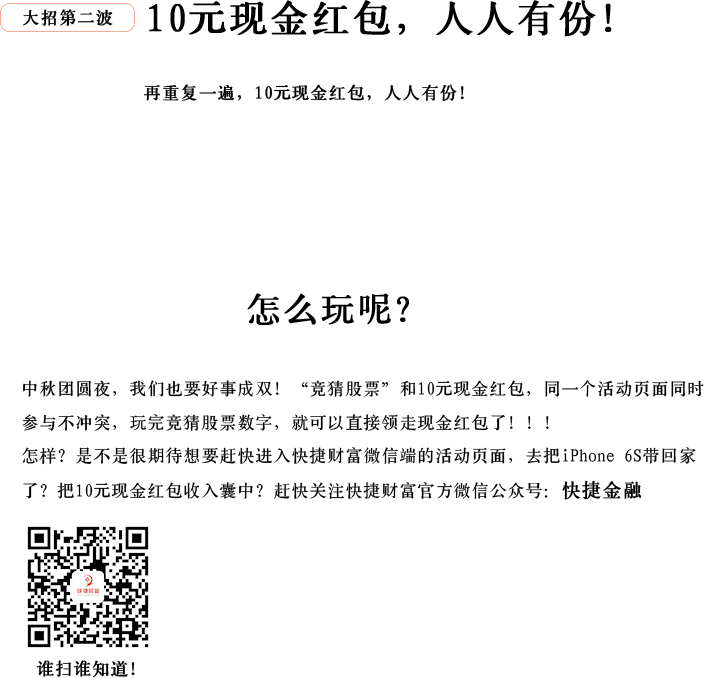 大招第二波
10元现金红包，人人有份！
再重复一遍，10元现金红包，人人有份！
怎么玩呢？
中秋团圆夜，我们也要好事成双！“竞猜股票”和10元现金红包，同一个活动页面同时
参与不冲突，玩完竞猜股票数字，就可以直接领走现金红包了！！！
怎样？是不是很期待想要赶快进入快捷财富微信端的活动页面，去把iPhone 6S带回家
了？把10元现金红包收入囊中？赶快关注快捷财富官方微信公众号：快捷金融
快捷财富
谁扫谁知道！